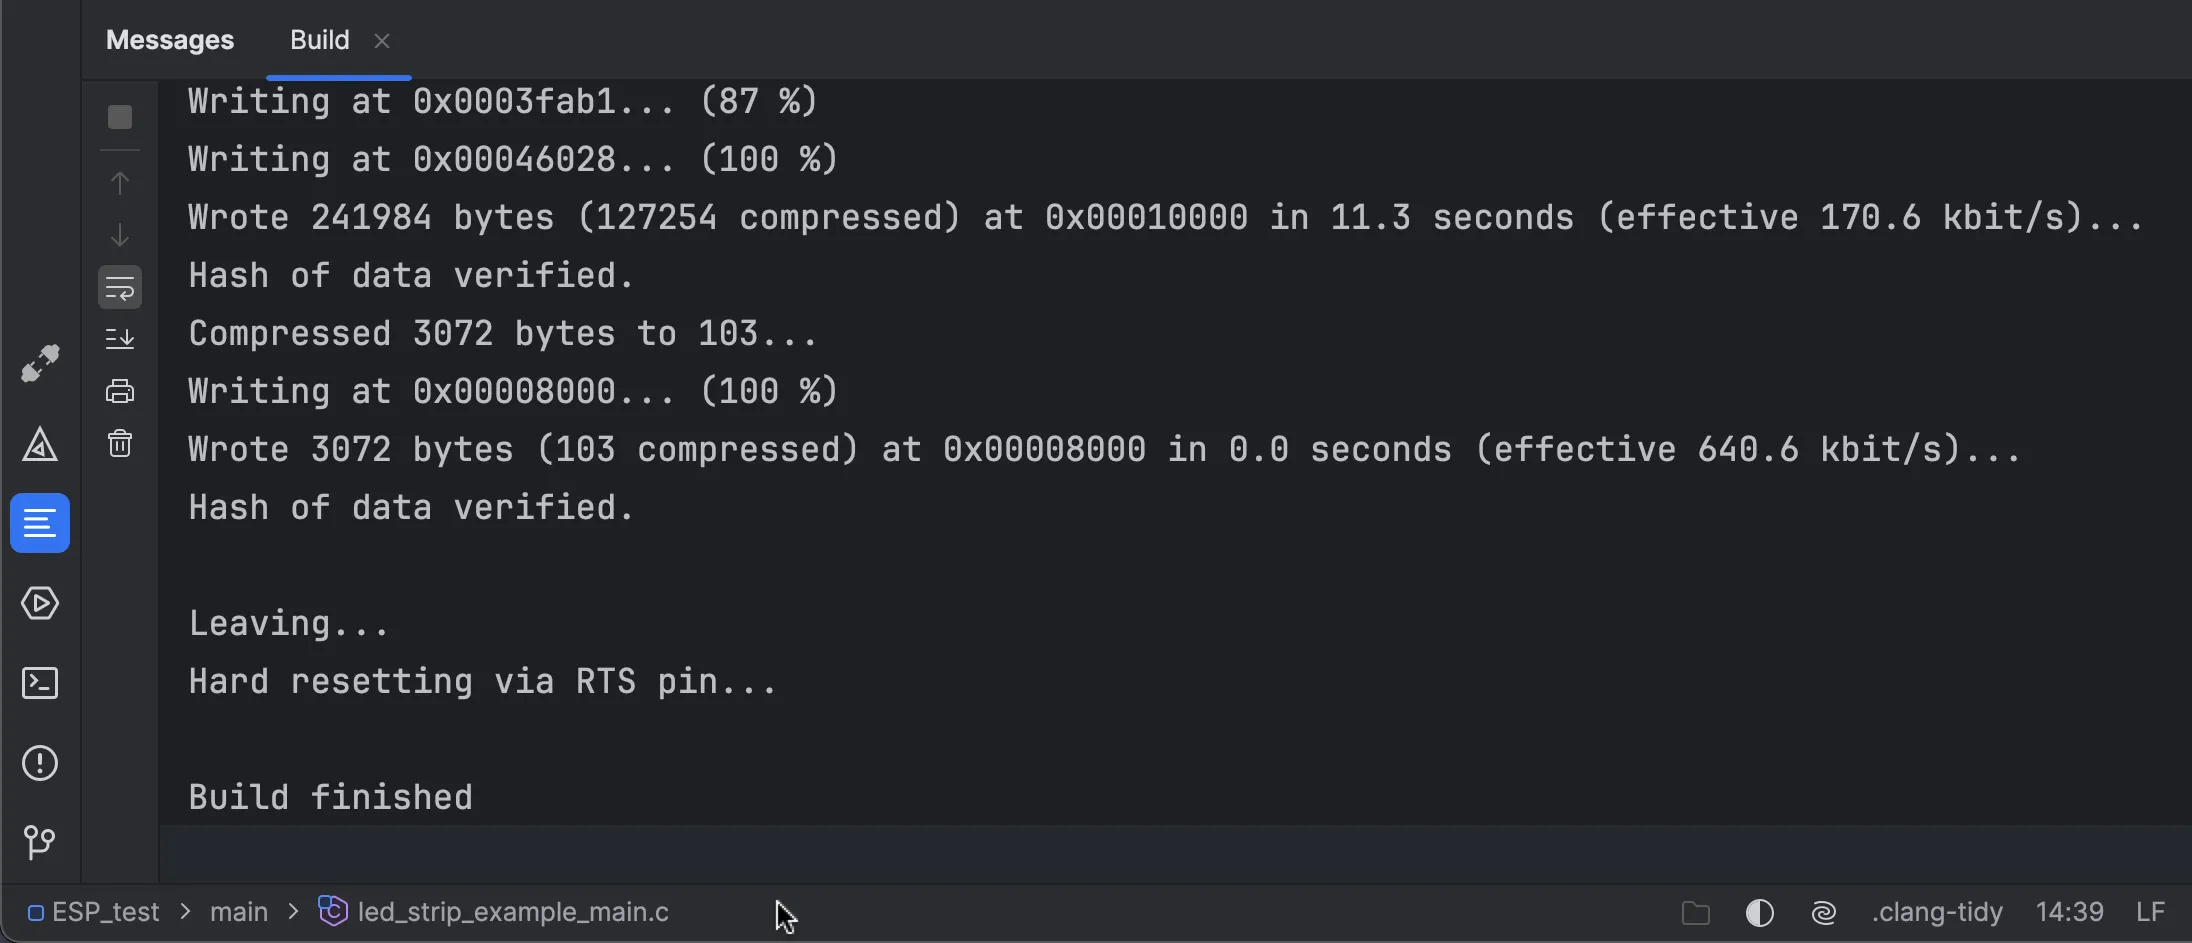 Messages Build
Writing at 0x0003fab1... (87 %)
Writing at 0x00046028... (100 %)
Wrote 241984 bytes (127254 compressed) at 0x00010000 in 11.3 seconds (effective 170.6 kbit/s)...
Hash of data verified.
Compressed 3072 bytes to 103...
Writing at 0x00008000... (100 %)
Wrote 3072 bytes (103 compressed) at 0x00008000 in 0.0 seconds (effective 640.6 kbit/s)...
Hash of data verified.
Leaving...
Hard resetting via RTS pin...
Build finished
ESP_test > main > led_strip_example_main.c .clang-tidy 14:39 LF